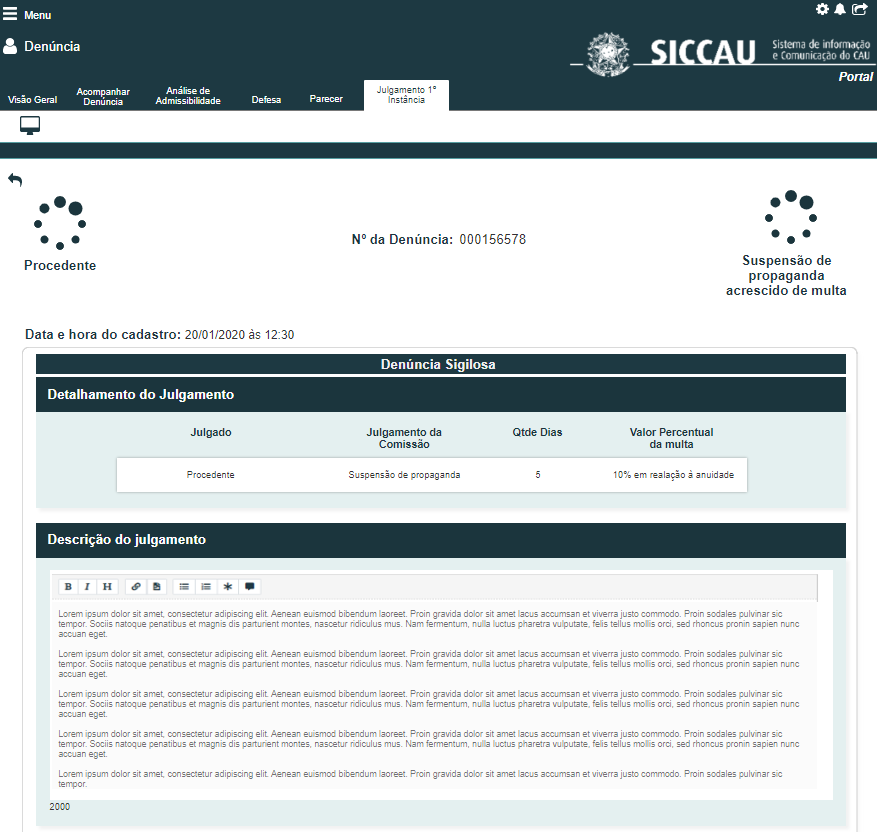 Menu
Denúncia
SICCAU
Sistema de informação
e Comunicação do CAU
Portal
Visão Geral
Acompanhar
Denúncia
Análise de
Admissibilidade
Defesa
Parecer
Julgamento 1º
Instância
Procedente
Nº da Denúncia: 000156578
Suspensão de
propaganda
acrescido de multa
Data e hora do cadastro: 20/01/2020 às 12:30
Denúncia Sigilosa
Detalhamento do Julgamento
Julgado
Julgamento da
Comissão
Qtde Dias
Valor Percentual
da multa
Procedente
Suspensão de propaganda
5
10% em realação à anuidade
Descrição do julgamento
B I H
Lorem ipsum dolor sit amet, consectetur adipiscing elit. Aenean euismod bibendum laoreet. Proin gravida dolor sit amet lacus accumsan et viverra justo commodo. Proin sodales pulvinar sic
tempor. Sociis natoque penatibus et magnis dis parturient montes, nascetur ridiculus mus. Nam fermentum, nulla luctus pharetra vulputate, felis tellus mollis orci, sed rhoncus pronin sapien nunc
accuan eget.
Lorem ipsum dolor sit amet, consectetur adipiscing elit. Aenean euismod bibendum laoreet. Proin gravida dolor sit amet lacus accumsan et viverra justo commodo. Proin sodales pulvinar sic
tempor. Sociis natoque penatibus et magnis dis parturient montes, nascetur ridiculus mus. Nam fermentum, nulla luctus pharetra vulputate, felis tellus mollis orci, sed rhoncus pronin sapien nunc
accuan eget.
Lorem ipsum dolor sit amet, consectetur adipiscing elit. Aenean euismod bibendum laoreet. Proin gravida dolor sit amet lacus accumsan et viverra justo commodo. Proin sodales pulvinar sic
tempor. Sociis natoque penatibus et magnis dis parturient montes, nascetur ridiculus mus. Nam fermentum, nulla luctus pharetra vulputate, felis tellus mollis orci, sed rhoncus pronin sapien nunc
accuan eget.
Lorem ipsum dolor sit amet, consectetur adipiscing elit. Aenean euismod bibendum laoreet. Proin gravida dolor sit amet lacus accumsan et viverra justo commodo. Proin sodales pulvinar sic
tempor. Sociis natoque penatibus et magnis dis parturient montes, nascetur ridiculus mus. Nam fermentum, nulla luctus pharetra vulputate, felis tellus mollis orci, sed rhoncus pronin sapien nunc
accuan eget.
Lorem ipsum dolor sit amet, consectetur adipiscing elit. Aenean euismod bibendum laoreet. Proin gravida dolor sit amet lacus accumsan et viverra justo commodo. Proin sodales pulvinar sic
tempor.
2000